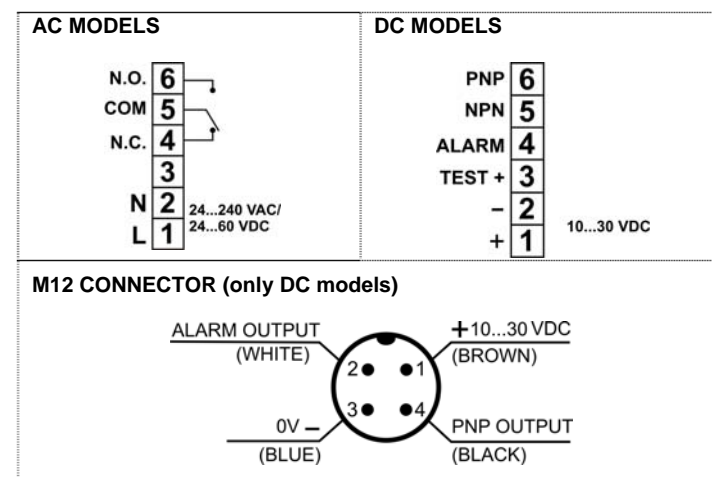 AC MODELS
N.O. 6
COM 5
N.C. 4
3
N 2 24...240 VAC/
L 1 24...60 VDC
DC MODELS
PNP 6
NPN 5
ALARM 4
TEST + 3
– 2
+ 1 10...30 VDC
M12 CONNECTOR (only DC models)
ALARM OUTPUT
(WHITE)
+10...30 VDC
(BROWN)
2 1
3 4
0V –
(BLUE)
PNP OUTPUT
(BLACK)